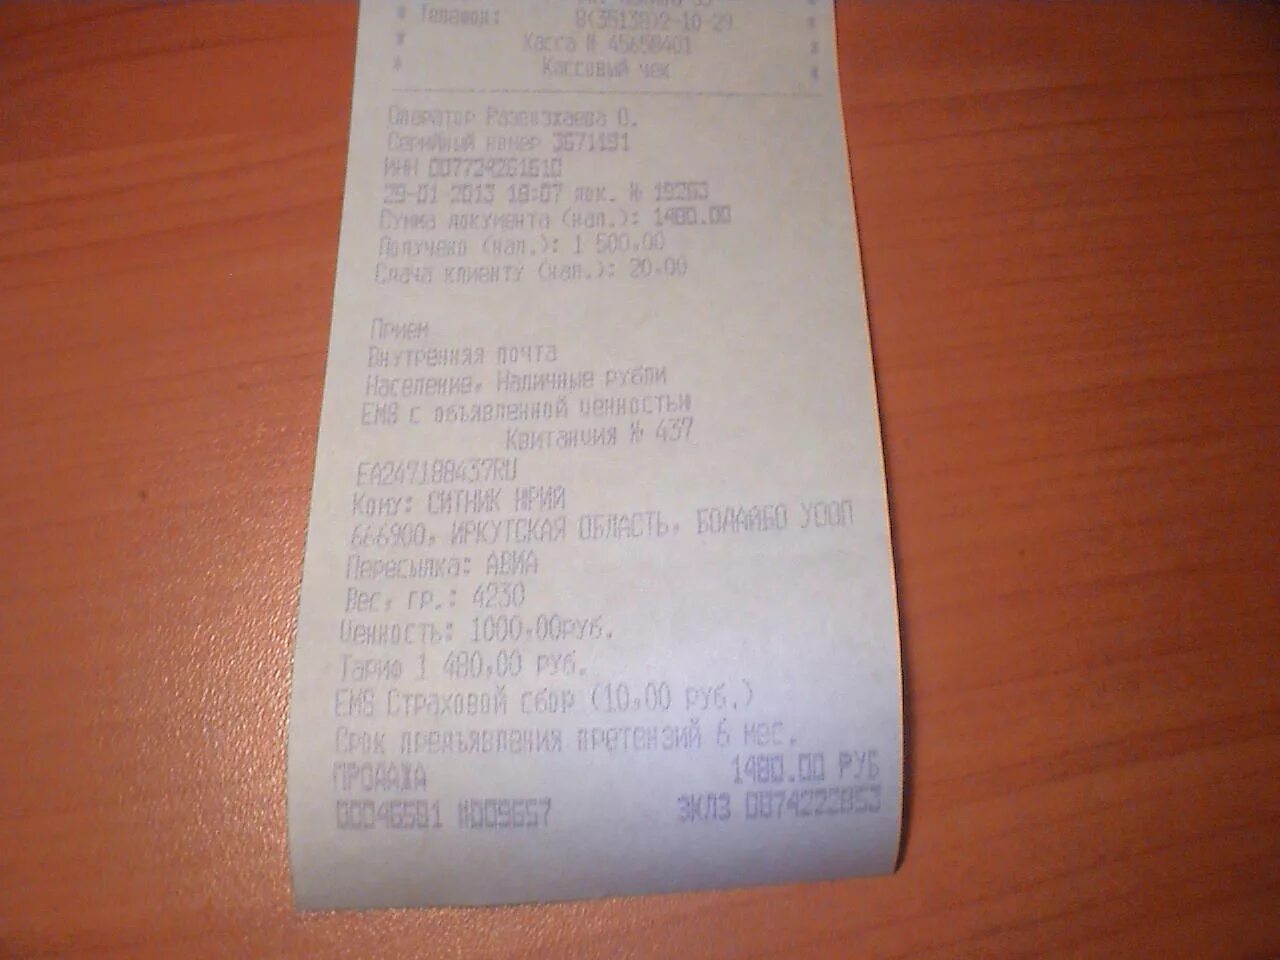 * Телефон: 8(35138)2-10-29 *
* Касса N 45658401 *
* Кассовый чек *
Оператор О.
Серийный номер 3671191
ИНН 007724261610
29-01-2013 18:07 док. № 19263
Сумма документа (нал.): 1480.00
Получено (нал.): 1 500,00
Сдача клиенту (нал.): 20,00
Прием
Внутренняя почта
Население, Наличные рубли
EMS с объявленной ценностью
Квитанция № 437
EA247188437RU
Кому: СИТНИК ЮРИЙ
666900, ИРКУТСКАЯ ОБЛАСТЬ, БОДАЙБО УООП
Пересылка: АВИА
Вес, гр.: 4230
Ценность: 1000,00руб.
Тариф 1 480,00 руб.
EMS Страховой сбор (10,00 руб.)
Срок предъявления претензий 6 мес.
ПРОДАЖА 1480.00 РУБ
00046581 #009657 ЭКЛЗ 0874222853